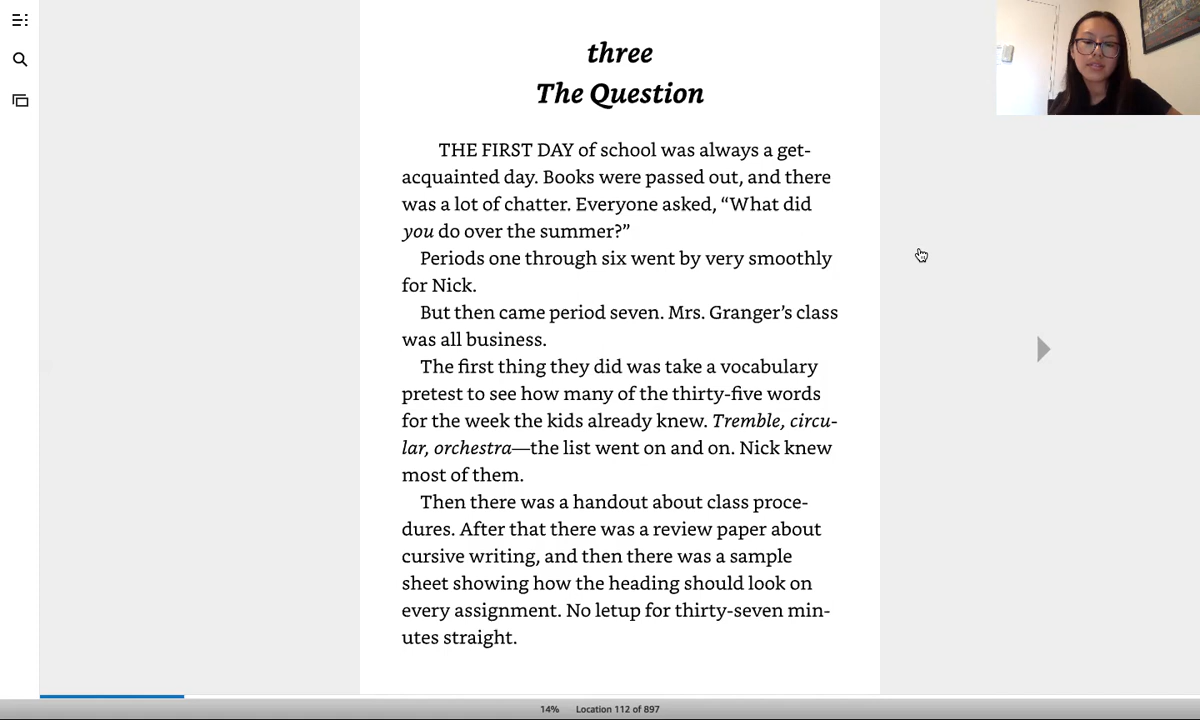 three
The Question
THE FIRST DAY of school was always a get-
acquainted day. Books were passed out, and there
was a lot of chatter. Everyone asked, “What did
you do over the summer?”
Periods one through six went by very smoothly
for Nick.
But then came period seven. Mrs. Granger’s class
was all business.
The first thing they did was take a vocabulary
pretest to see how many of the thirty-five words
for the week the kids already knew. Tremble, circu-
lar, orchestra—the list went on and on. Nick knew
most of them.
Then there was a handout about class proce-
dures. After that there was a review paper about
cursive writing, and then there was a sample
sheet showing how the heading should look on
every assignment. No letup for thirty-seven min-
utes straight.
14% Location 112 of 897